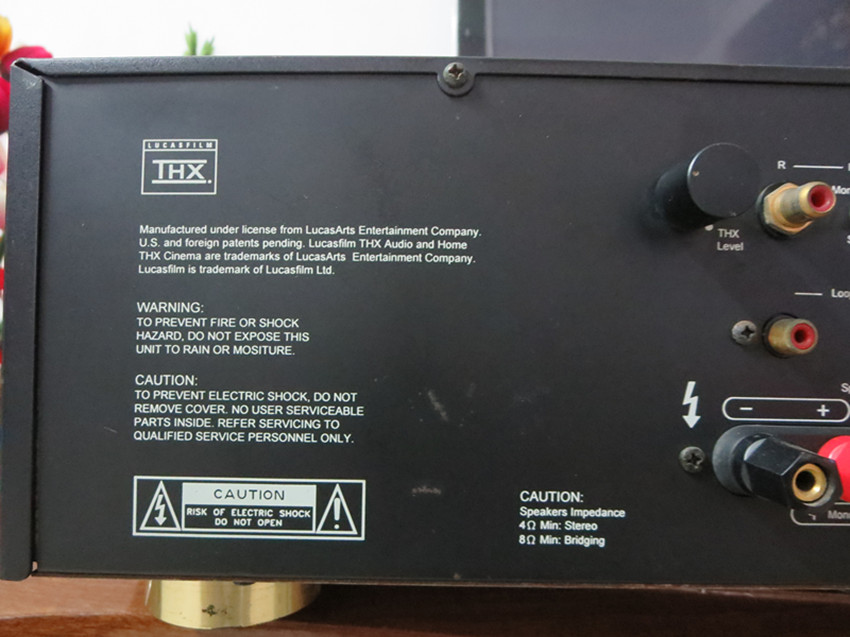 LUCASFILM
THX
Manufactured under license from LucasArts Entertainment Company.
U.S. and foreign patents pending. Lucasfilm THX Audio and Home
THX Cinema are trademarks of LucasArts Entertainment Company.
Lucasfilm is trademark of Lucasfilm Ltd.
WARNING:
TO PREVENT FIRE OR SHOCK
HAZARD, DO NOT EXPOSE THIS
UNIT TO RAIN OR MOSITURE.
CAUTION:
TO PREVENT ELECTRIC SHOCK, DO NOT
REMOVE COVER. NO USER SERVICEABLE
PARTS INSIDE. REFER SERVICING TO
QUALIFIED SERVICE PERSONNEL ONLY.
CAUTION
RISK OF ELECTRIC SHOCK
DO NOT OPEN
CAUTION:
Speakers Impedance
4Ω Min: Stereo
8Ω Min: Bridging
R
THX
Level
Loo
− +
Mono